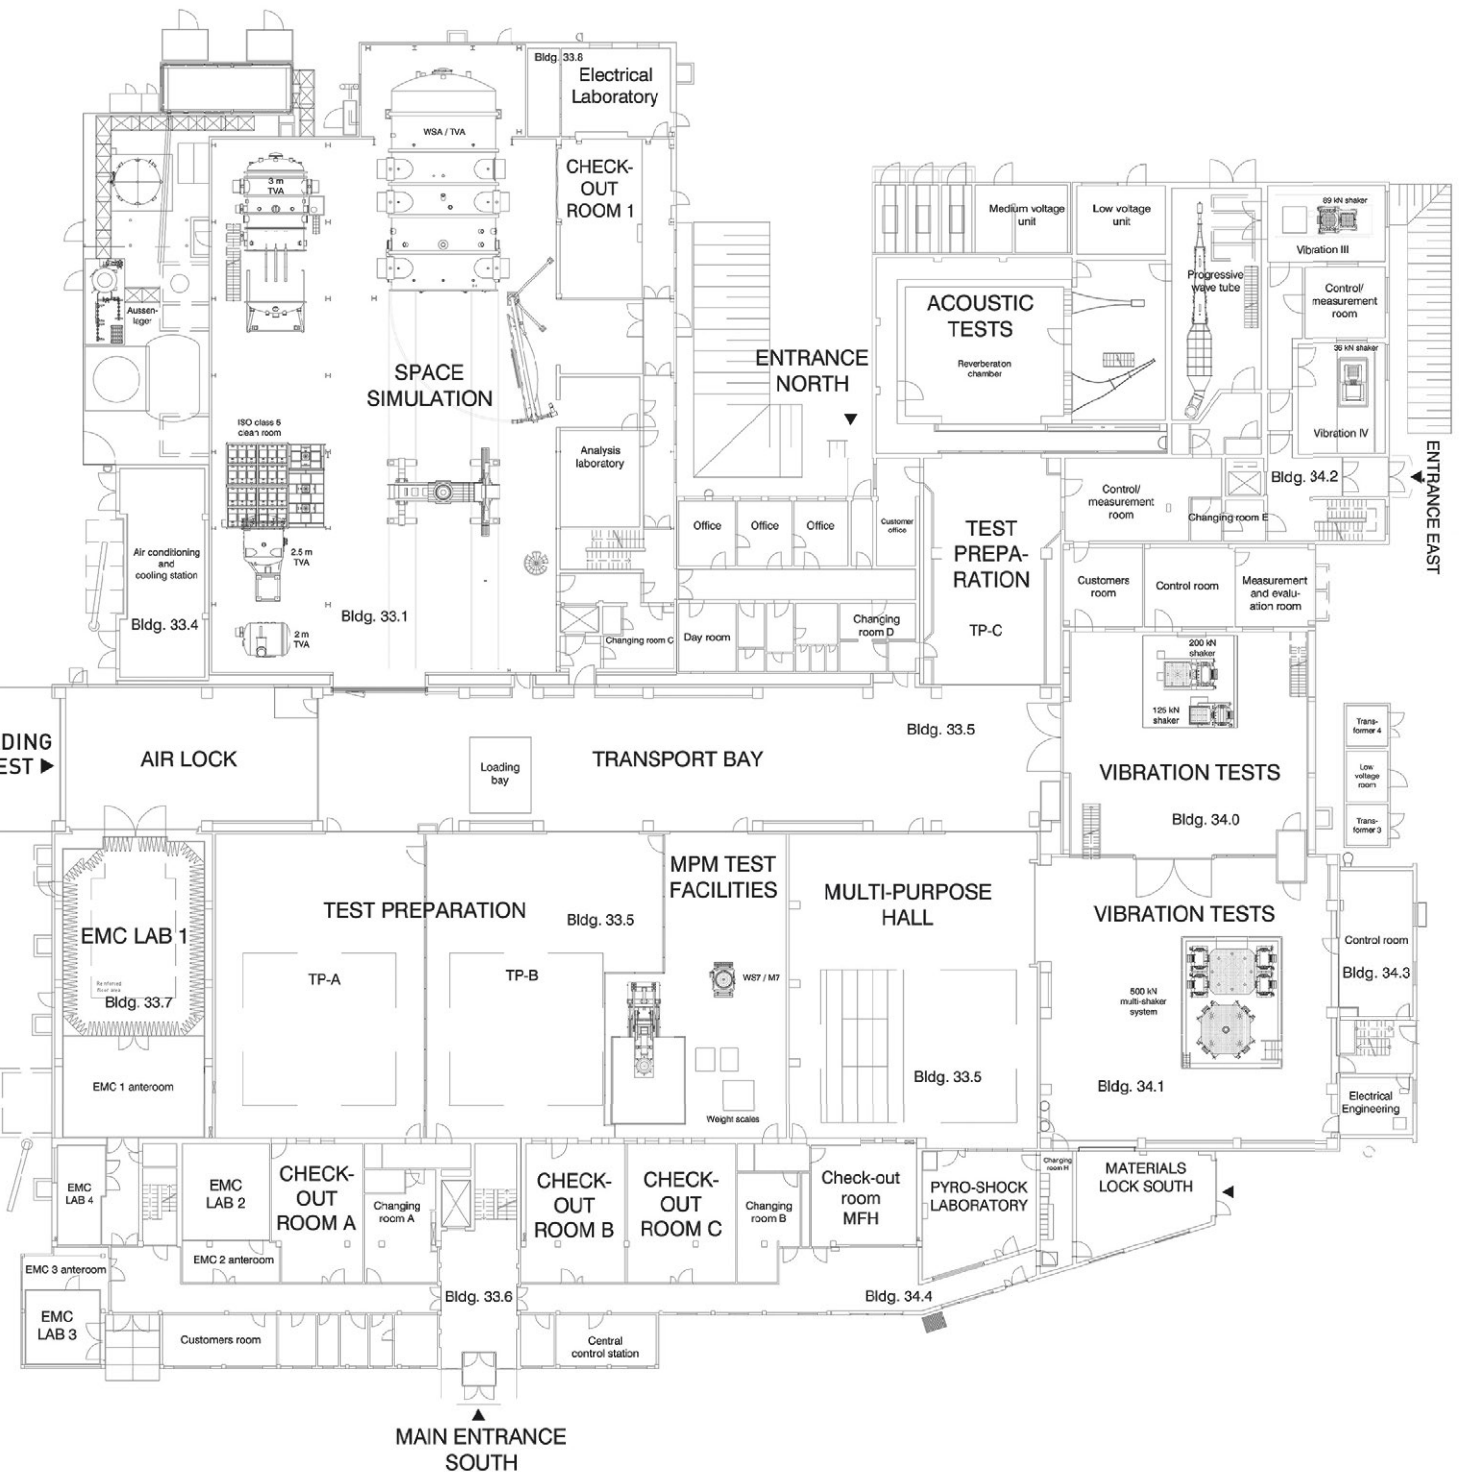 Bldg. 33.8
Electrical
Laboratory
WSA / TVA
CHECK-
OUT
ROOM 1
3 m
TVA
Aussen-
lager
SPACE
SIMULATION
ISO class 5
clean room
Analysis
laboratory
Air conditioning
and
cooling station
Bldg. 33.4
2.5 m
TVA
2 m
TVA
Bldg. 33.1
Changing room C
ENTRANCE
NORTH
Office
Office
Office
Customer
office
Day room
Changing
room D
Medium voltage
unit
Low voltage
unit
89 kN shaker
Vibration III
Progressive
wave tube
Control/
measurement
room
ACOUSTIC
TESTS
Reverberation
chamber
36 kN shaker
Vibration IV
Bldg. 34.2
ENTRANCE EAST
Control/
measurement
room
Changing room E
TEST
PREPA-
RATION
TP-C
Customers
room
Control room
Measurement
and evalu-
ation room
200 kN
shaker
125 kN
shaker
VIBRATION TESTS
Bldg. 34.0
Trans-
former 4
Low
voltage
room
Trans-
former 3
DING
EST
AIR LOCK
Loading
bay
TRANSPORT BAY
Bldg. 33.5
EMC LAB 1
Reinforced
floor area
Bldg. 33.7
EMC 1 anteroom
TEST PREPARATION
Bldg. 33.5
TP-A
TP-B
MPM TEST
FACILITIES
WS7 / M7
Weight scales
MULTI-PURPOSE
HALL
Bldg. 33.5
VIBRATION TESTS
500 kN
multi-shaker
system
Bldg. 34.1
Control room
Bldg. 34.3
Electrical
Engineering
EMC
LAB 4
EMC
LAB 2
CHECK-
OUT
ROOM A
Changing
room A
CHECK-
OUT
ROOM B
CHECK-
OUT
ROOM C
Changing
room B
Check-out
room
MFH
PYRO-SHOCK
LABORATORY
Changing
room H
MATERIALS
LOCK SOUTH
EMC 3 anteroom
EMC 2 anteroom
EMC
LAB 3
Bldg. 33.6
Bldg. 34.4
Customers room
Central
control station
MAIN ENTRANCE
SOUTH